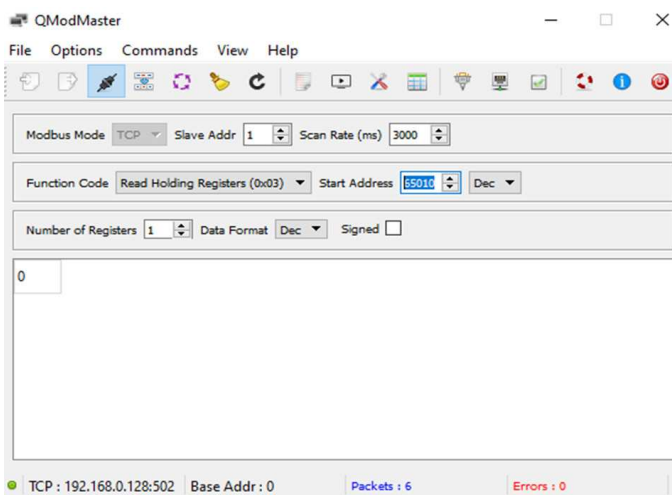 QModMaster
File Options Commands View Help
Modbus Mode TCP Slave Addr 1 Scan Rate (ms) 3000
Function Code Read Holding Registers (0x03) Start Address 65010 Dec
Number of Registers 1 Data Format Dec Signed
0
TCP : 192.168.0.128:502 Base Addr : 0 Packets : 6 Errors : 0